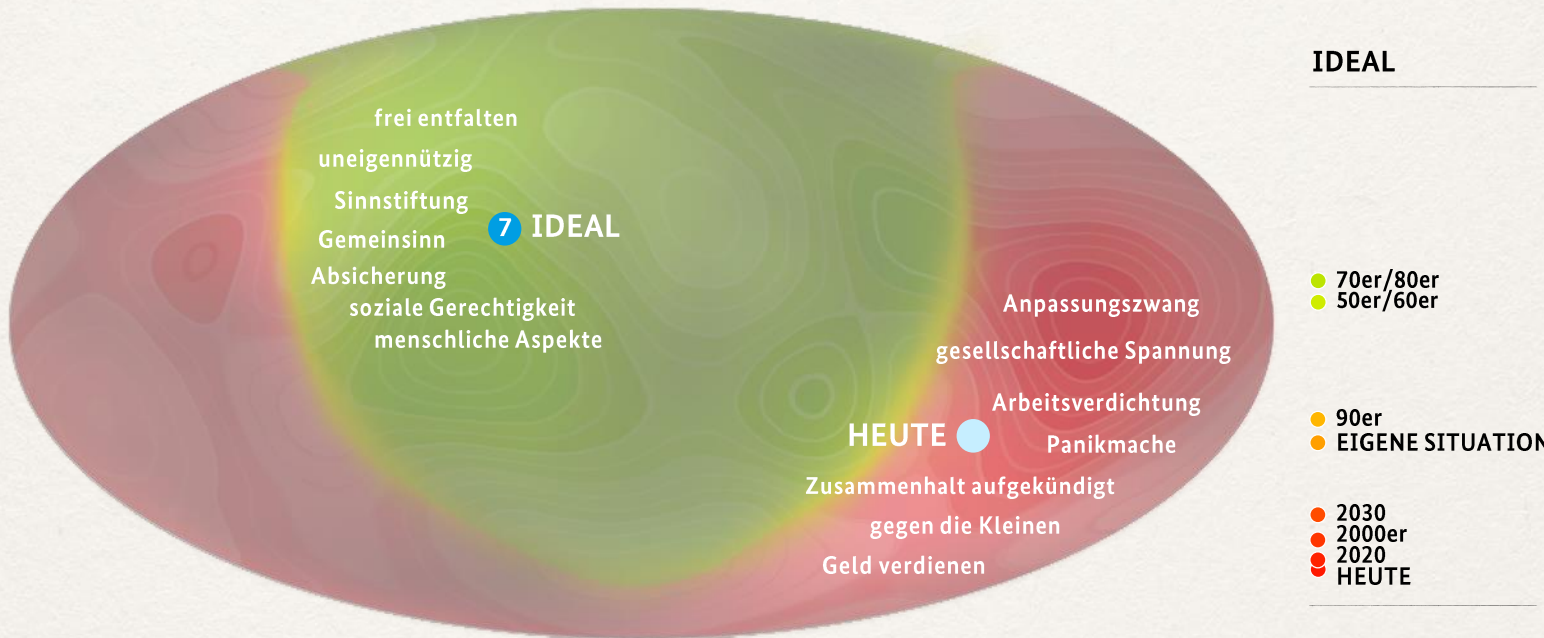 frei entfalten
uneigennützig
Sinnstiftung
7 IDEAL
Gemeinsinn
Absicherung
soziale Gerechtigkeit
menschliche Aspekte
Anpassungszwang
gesellschaftliche Spannung
Arbeitsverdichtung
HEUTE
Panikmache
Zusammenhalt aufgekündigt
gegen die Kleinen
Geld verdienen
IDEAL
70er/80er
50er/60er
90er
EIGENE SITUATION
2030
2000er
2020
HEUTE